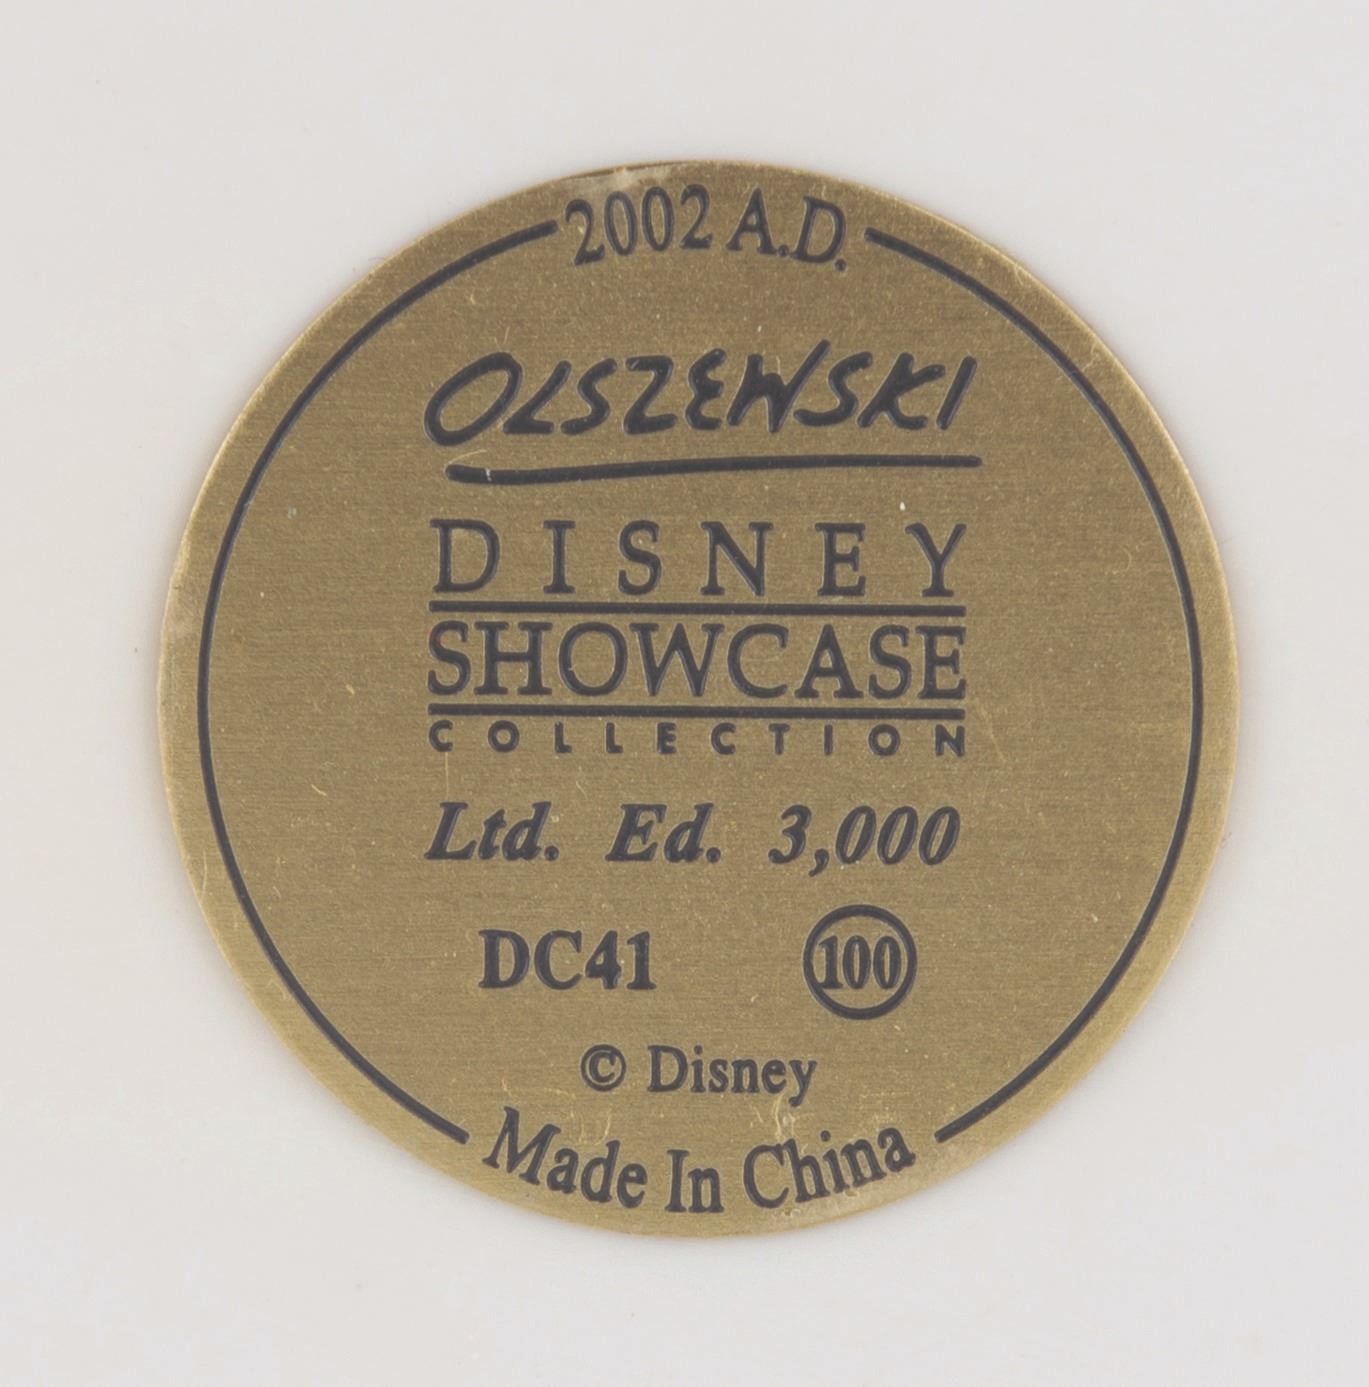 2002 A.D.
OLSZEWSKI
DISNEY
SHOWCASE
COLLECTION
Ltd. Ed. 3,000
DC41 100
© Disney
Made In China